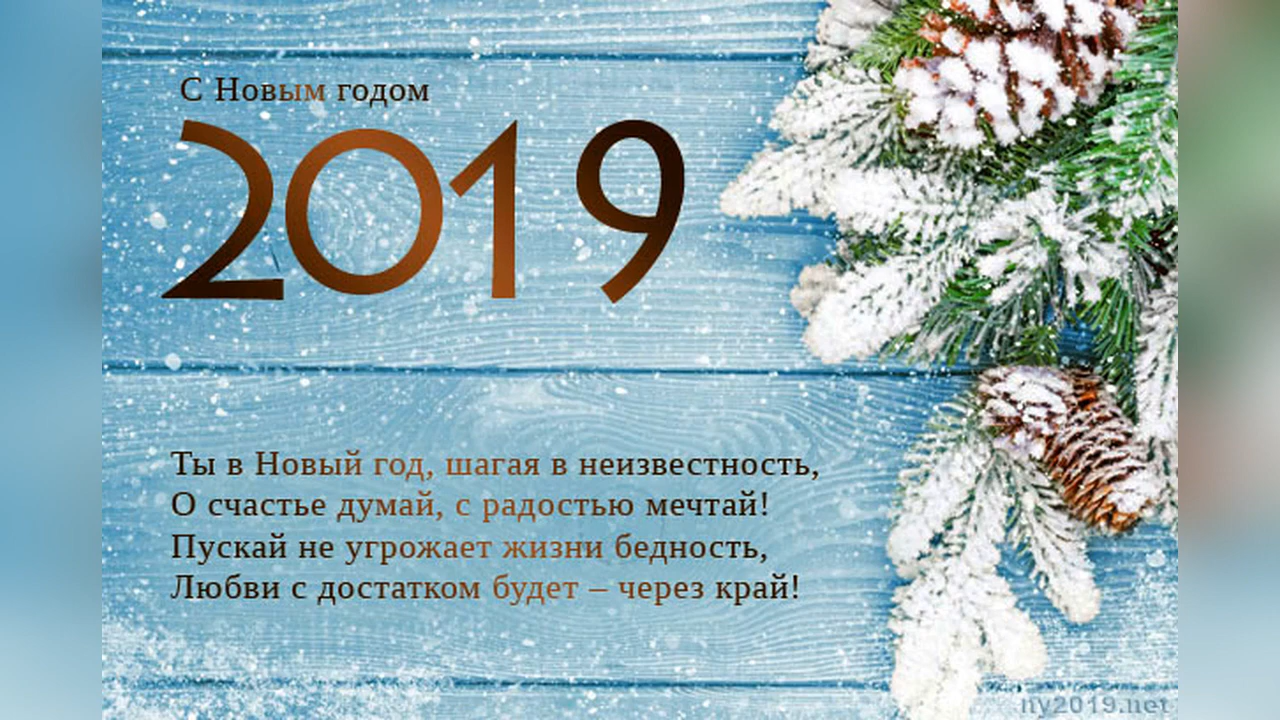 С Новым годом
2019
Ты в Новый год, шагая в неизвестность,
О счастье думай, с радостью мечтай!
Пускай не угрожает жизни бедность,
Любви с достатком будет – через край!
ny2019.net